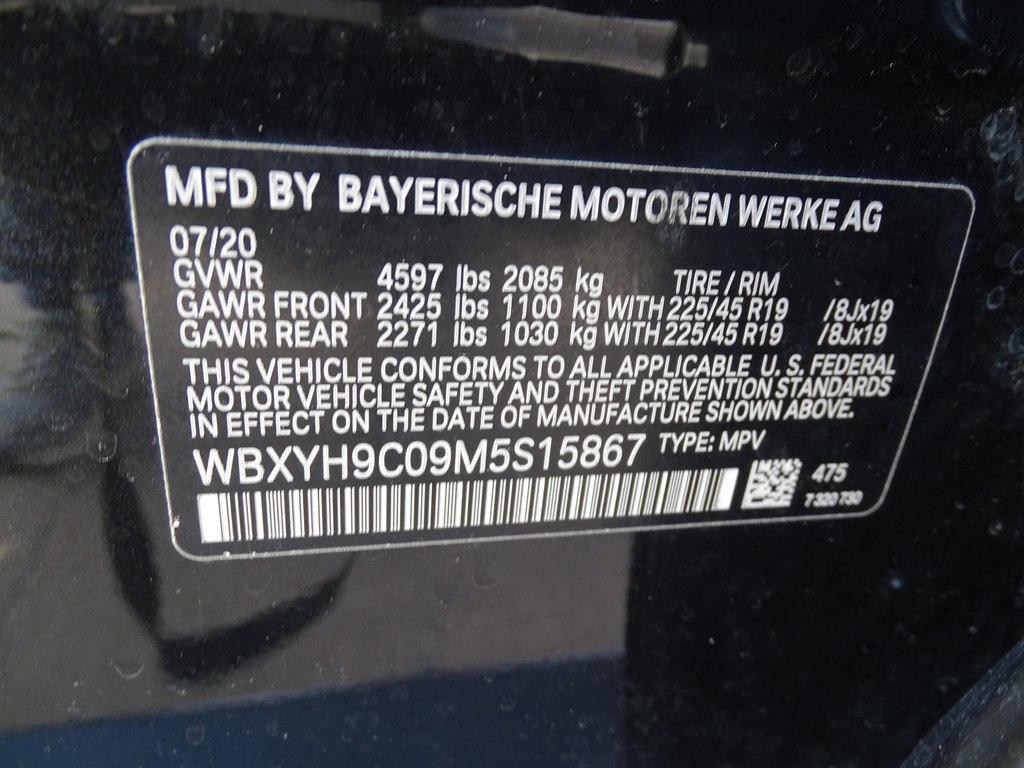 MFD BY BAYERISCHE MOTOREN WERKE AG
07/20
GVWR 4597 lbs 2085 kg TIRE / RIM
GAWR FRONT 2425 lbs 1100 kg WITH 225/45 R19 /8Jx19
GAWR REAR 2271 lbs 1030 kg WITH 225/45 R19 /8Jx19
THIS VEHICLE CONFORMS TO ALL APPLICABLE U. S. FEDERAL
MOTOR VEHICLE SAFETY AND THEFT PREVENTION STANDARDS
IN EFFECT ON THE DATE OF MANUFACTURE SHOWN ABOVE.
WBXYH9C09M5S15867 TYPE: MPV
475
7 320 730